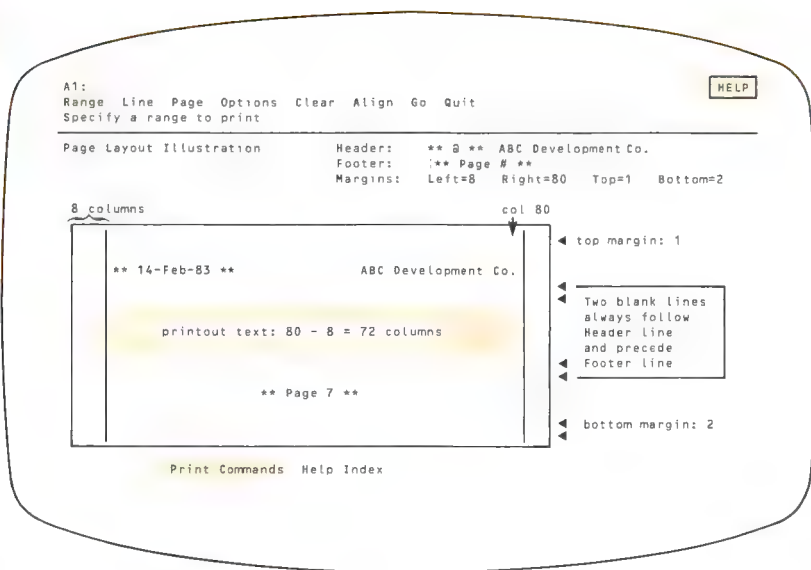 A1:
HELP
Range Line Page Options Clear Align Go Quit
Specify a range to print
Page Layout Illustration
Header: ** @ ** ABC Development Co.
Footer: ¦** Page # **
Margins: Left=8 Right=80 Top=1 Bottom=2
8 columns
col 80
top margin: 1
** 14-Feb-83 **
ABC Development Co.
Two blank lines
always follow
Header line
and precede
Footer line
printout text: 80 - 8 = 72 columns
** Page 7 **
bottom margin: 2
Print Commands Help Index